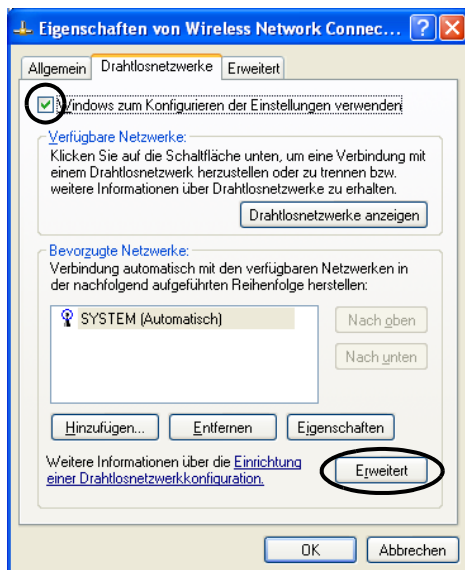 Eigenschaften von Wireless Network Connec...
Allgemein Drahtlosnetzwerke Erweitert
Windows zum Konfigurieren der Einstellungen verwenden
Verfügbare Netzwerke:
Klicken Sie auf die Schaltfläche unten, um eine Verbindung mit
einem Drahtlosnetzwerk herzustellen oder zu trennen bzw.
weitere Informationen über Drahtlosnetzwerke zu erhalten.
Drahtlosnetzwerke anzeigen
Bevorzugte Netzwerke:
Verbindung automatisch mit den verfügbaren Netzwerken in
der nachfolgend aufgeführten Reihenfolge herstellen:
SYSTEM (Automatisch)
Nach oben
Nach unten
Hinzufügen... Entfernen Eigenschaften
Weitere Informationen über die Einrichtung
einer Drahtlosnetzwerkkonfiguration.
Erweitert
OK Abbrechen